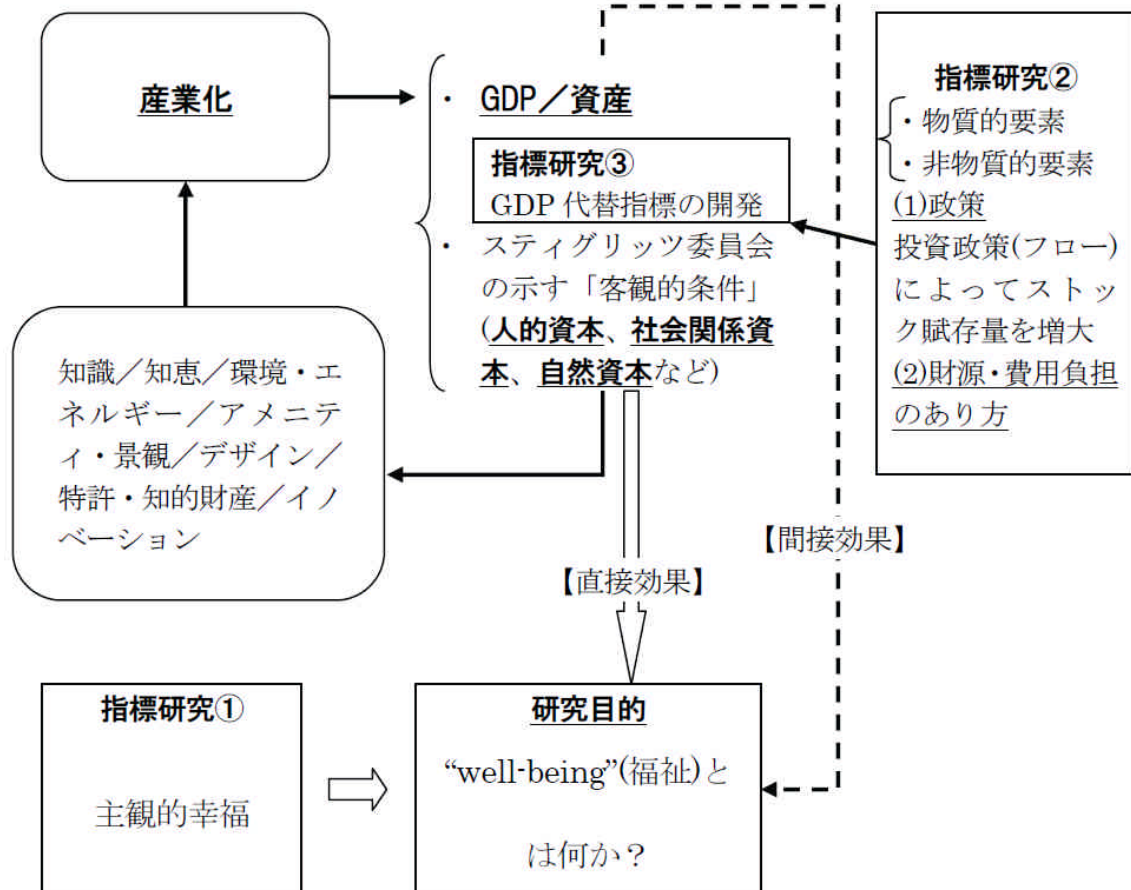 産業化
・ GDP／資産
指標研究③
GDP 代替指標の開発
・ スティグリッツ委員会
の示す「客観的条件」
(人的資本、社会関係資
本、自然資本など)
指標研究②
・物質的要素
・非物質的要素
(1)政策
投資政策(フロー)
によってストッ
ク賦存量を増大
(2)財源・費用負担
のあり方
知識／知恵／環境・エ
ネルギー／アメニテ
ィ・景観／デザイン／
特許・知的財産／イノ
ベーション
【間接効果】
【直接効果】
指標研究①
主観的幸福
研究目的
“well-being”(福祉)と
は何か？